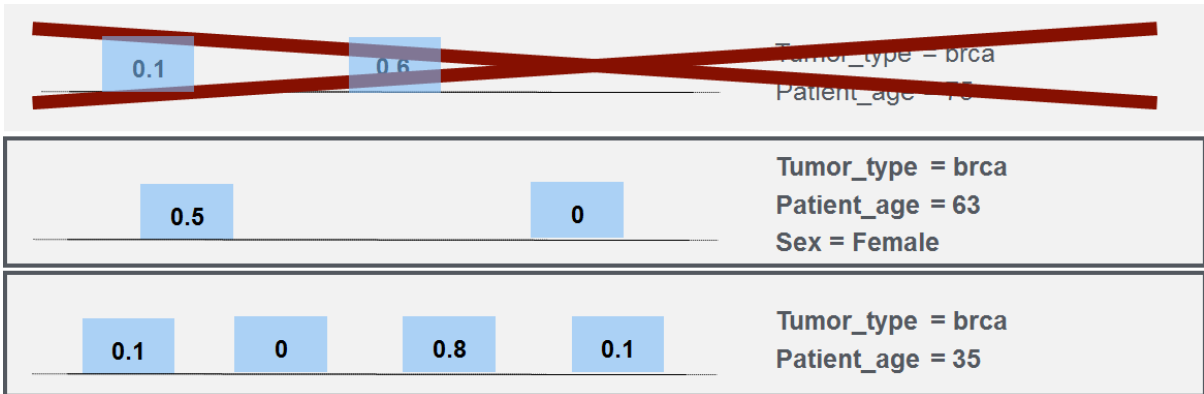 0.1 0.6 Tumor_type = brca
Patient_age = 75
0.5 0 Tumor_type = brca
Patient_age = 63
Sex = Female
0.1 0 0.8 0.1 Tumor_type = brca
Patient_age = 35